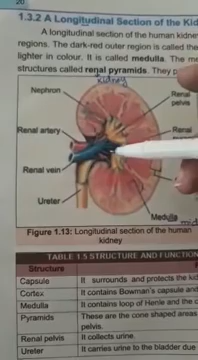 20
1.3.2 A Longitudinal Section of the Kid
A longitudinal section of the human kidne
regions. The dark-red outer region is called the
lighter in colour. It is called medulla. The me
structures called renal pyramids. They p
kidney
Nephron
Renal
pelvis
Renal artery
Renal
Renal vein
Ureter
Medulla mid
Figure 1.13: Longitudinal section of the human
kidney
TABLE 1.5 STRUCTURE AND FUNCTION
Structure
Capsule It surrounds and protects the kid
Cortex It contains Bowman's capsule and
Medulla It contains loop of Henle and the c
Pyramids These are the cone shaped areas
pelvis.
Renal pelvis It collects urine.
Ureter It carries urine to the bladder due